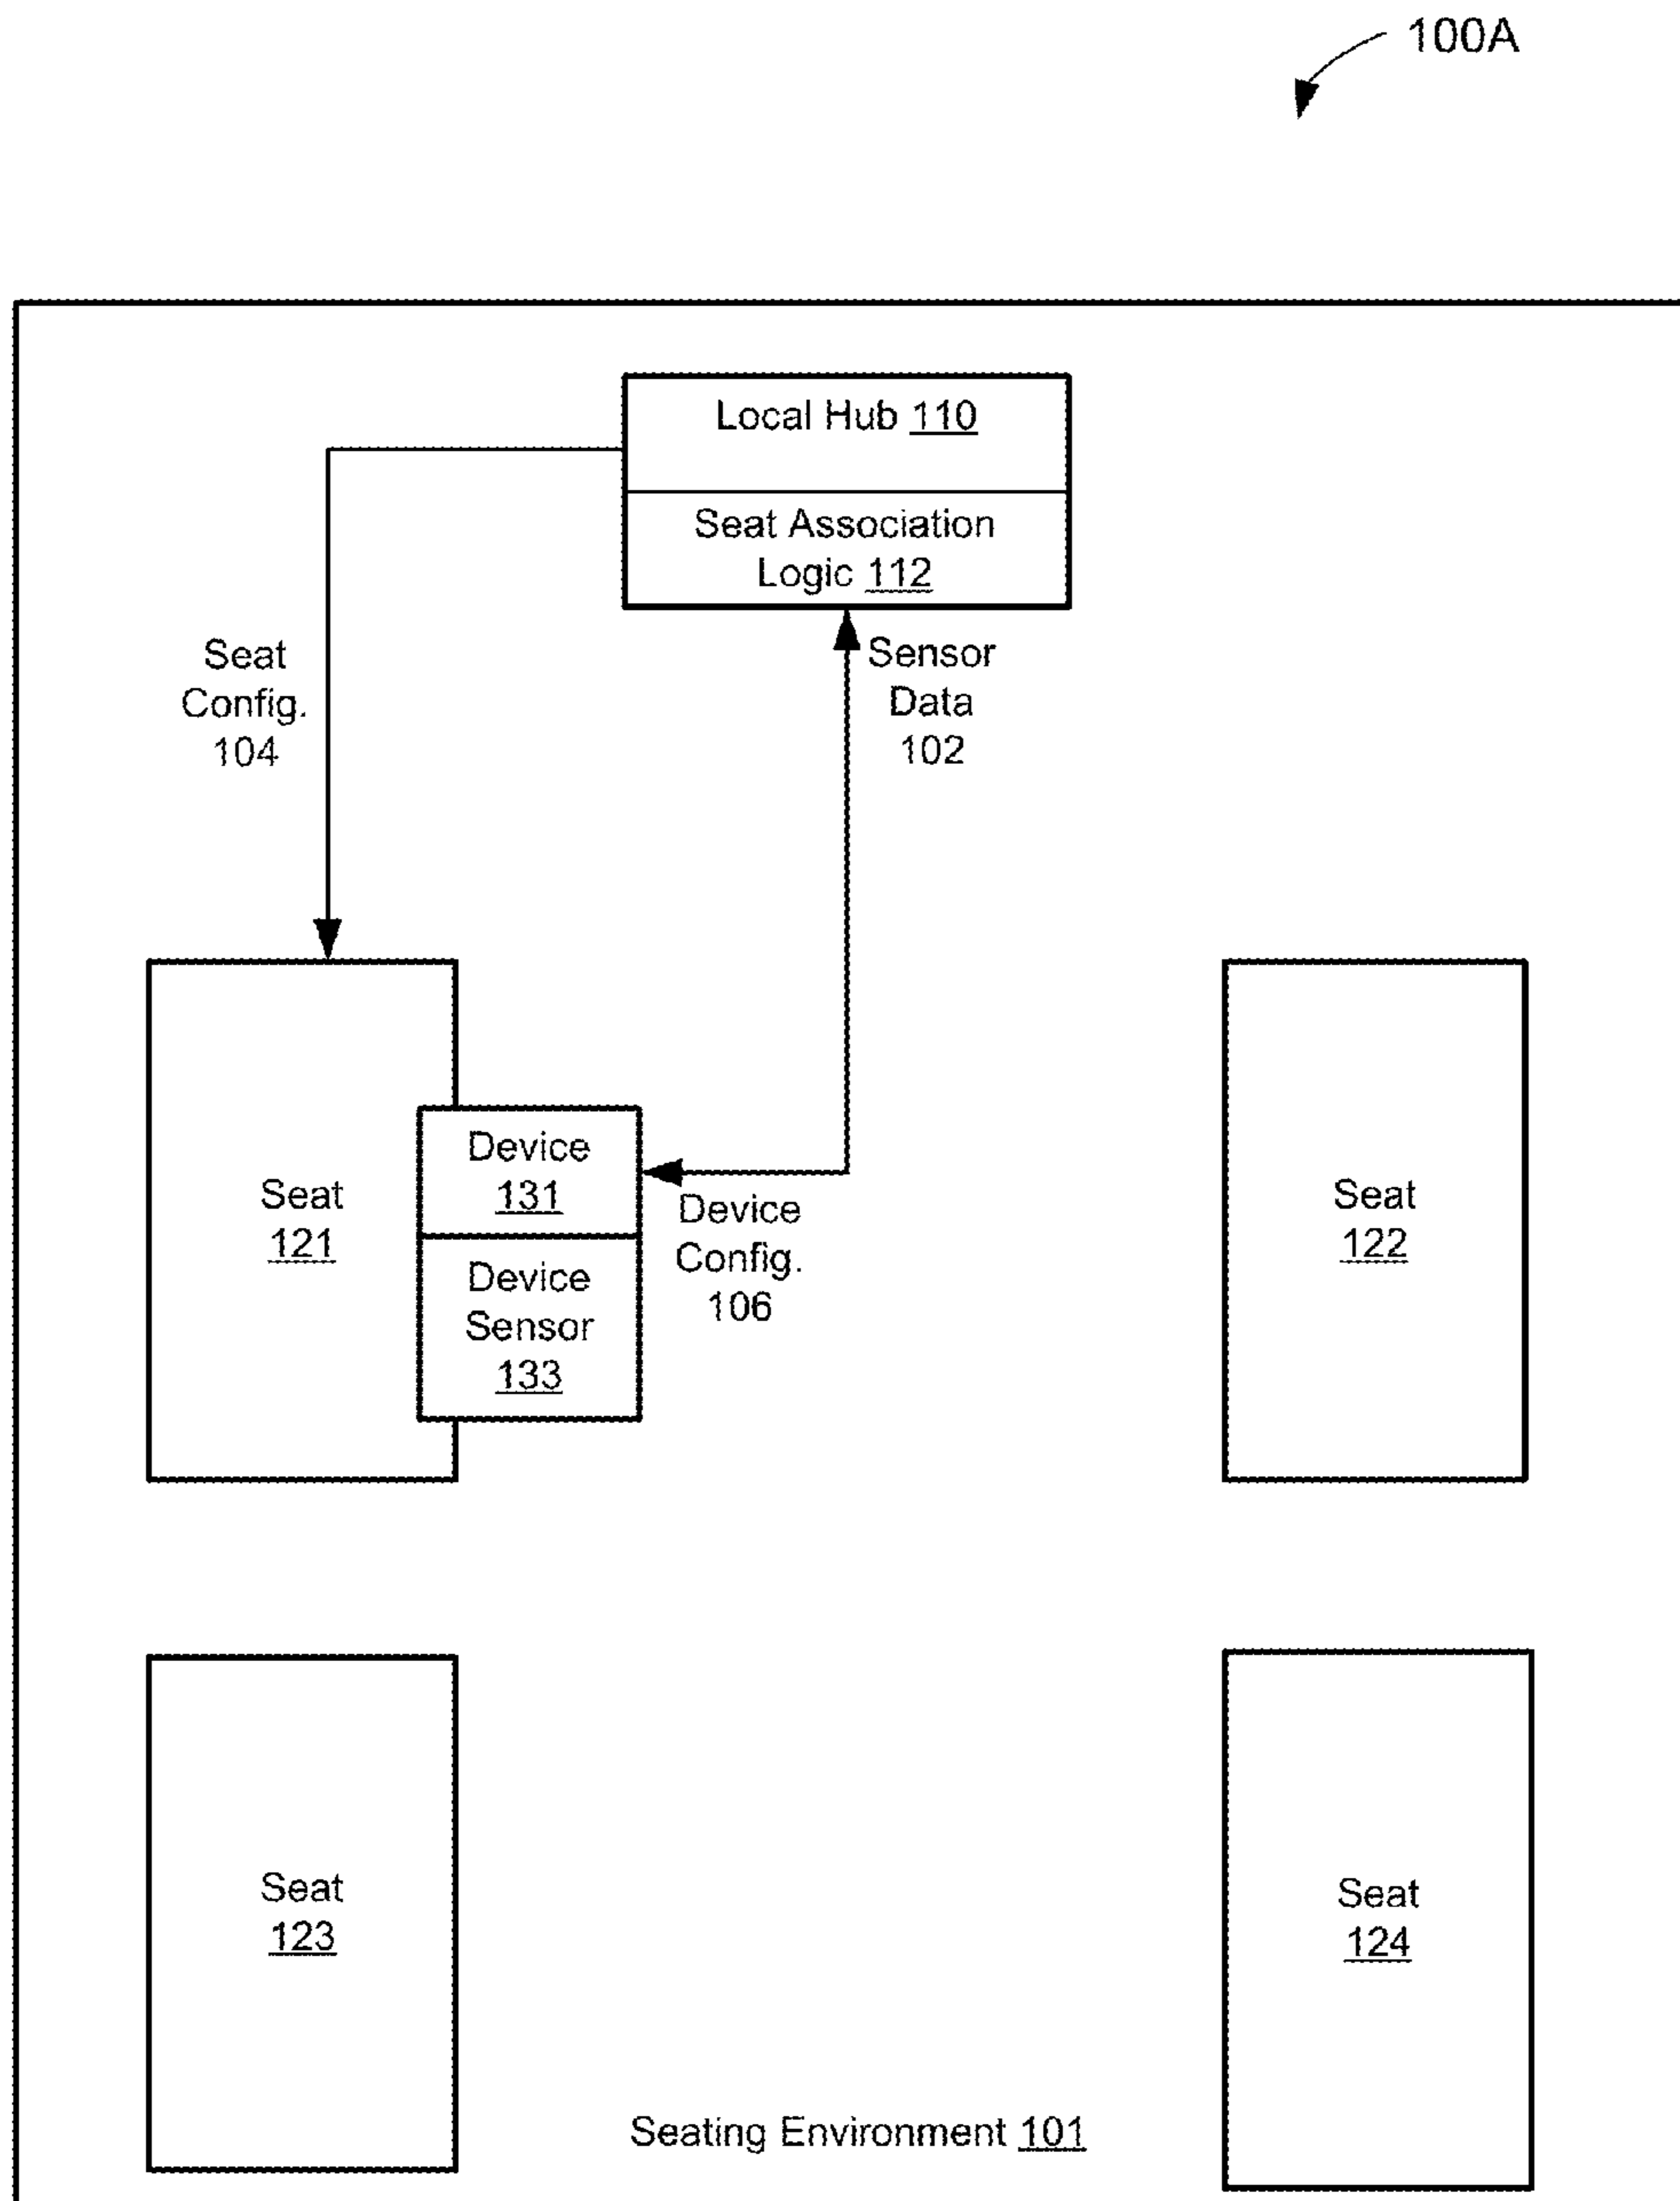 100A
Local Hub 110
Seat Association
Logic 112
Seat
Config.
104
Sensor
Data
102
Seat
121
Device
131
Device
Sensor
133
Device
Config.
106
Seat
122
Seat
123
Seat
124
Seating Environment 101